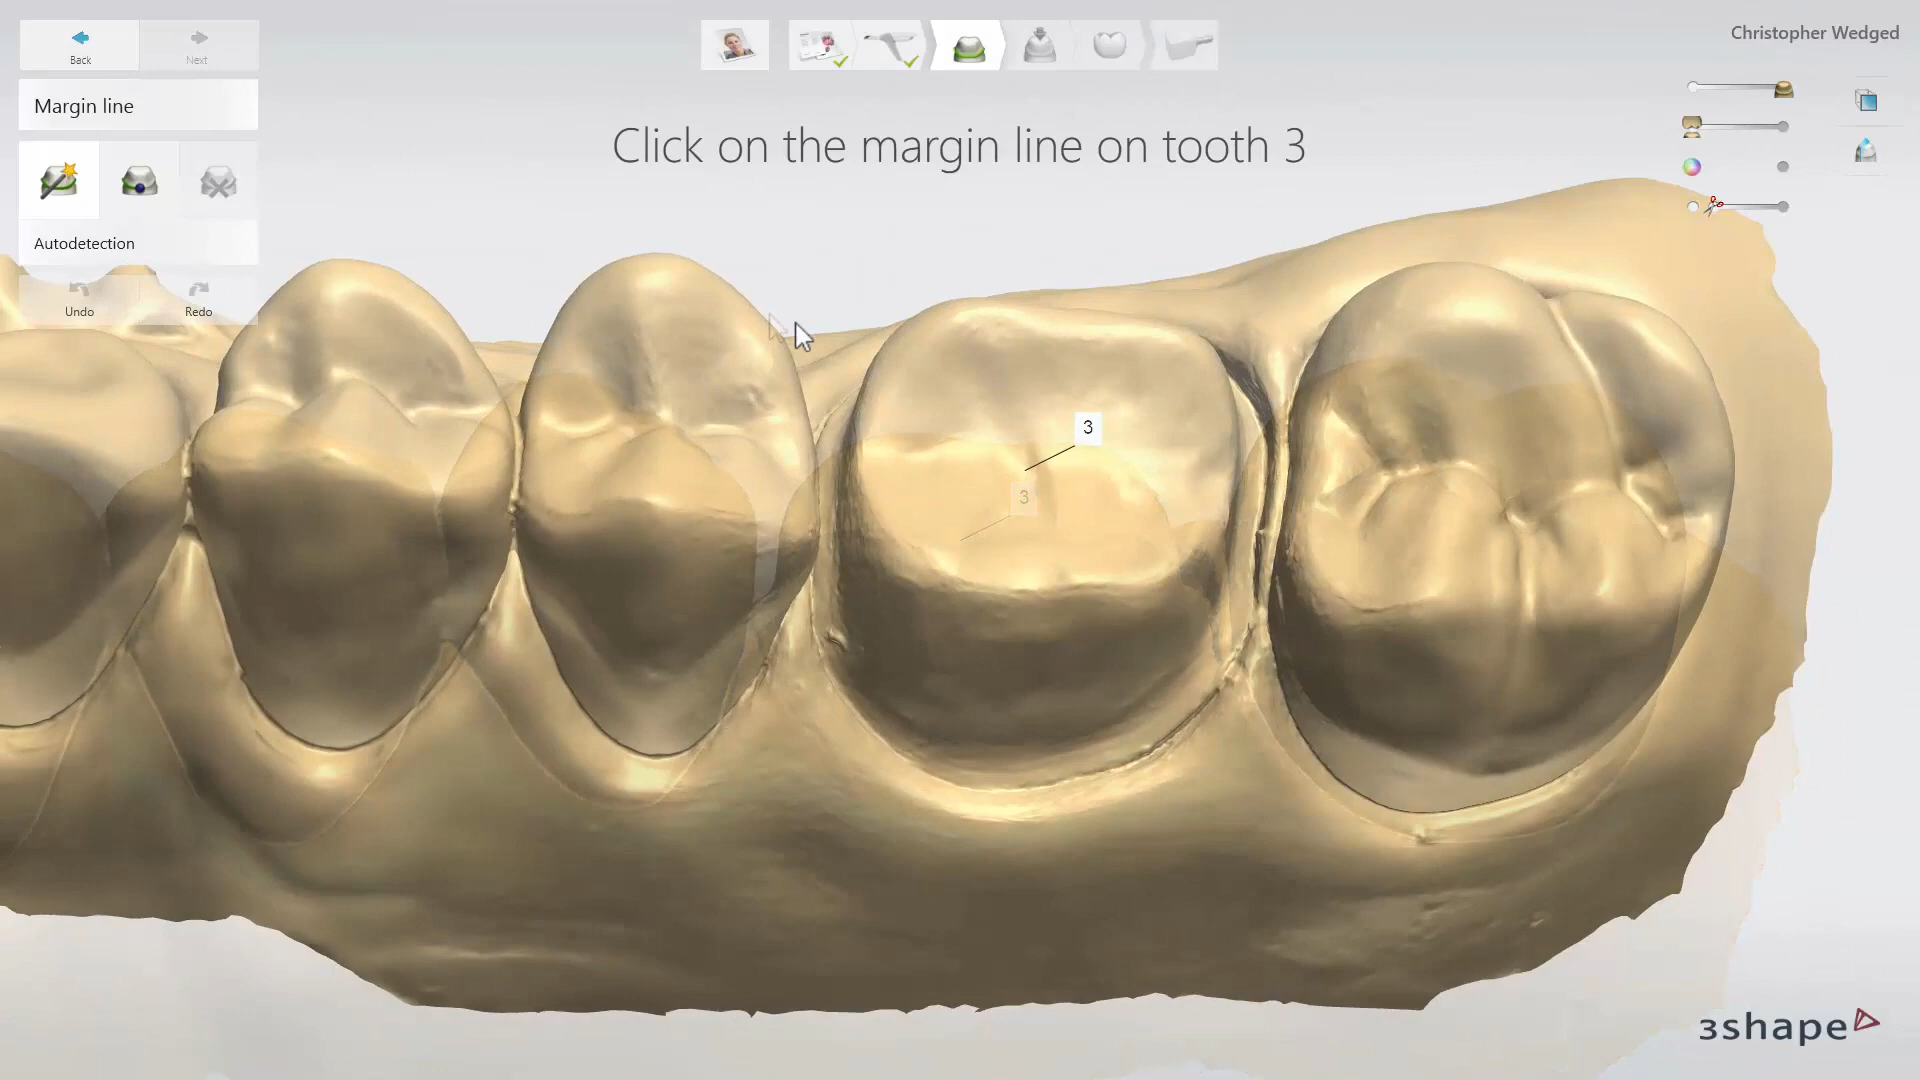 Back
Next
Christopher Wedged
Margin line
Click on the margin line on tooth 3
Autodetection
Undo
Redo
3
3
3shape